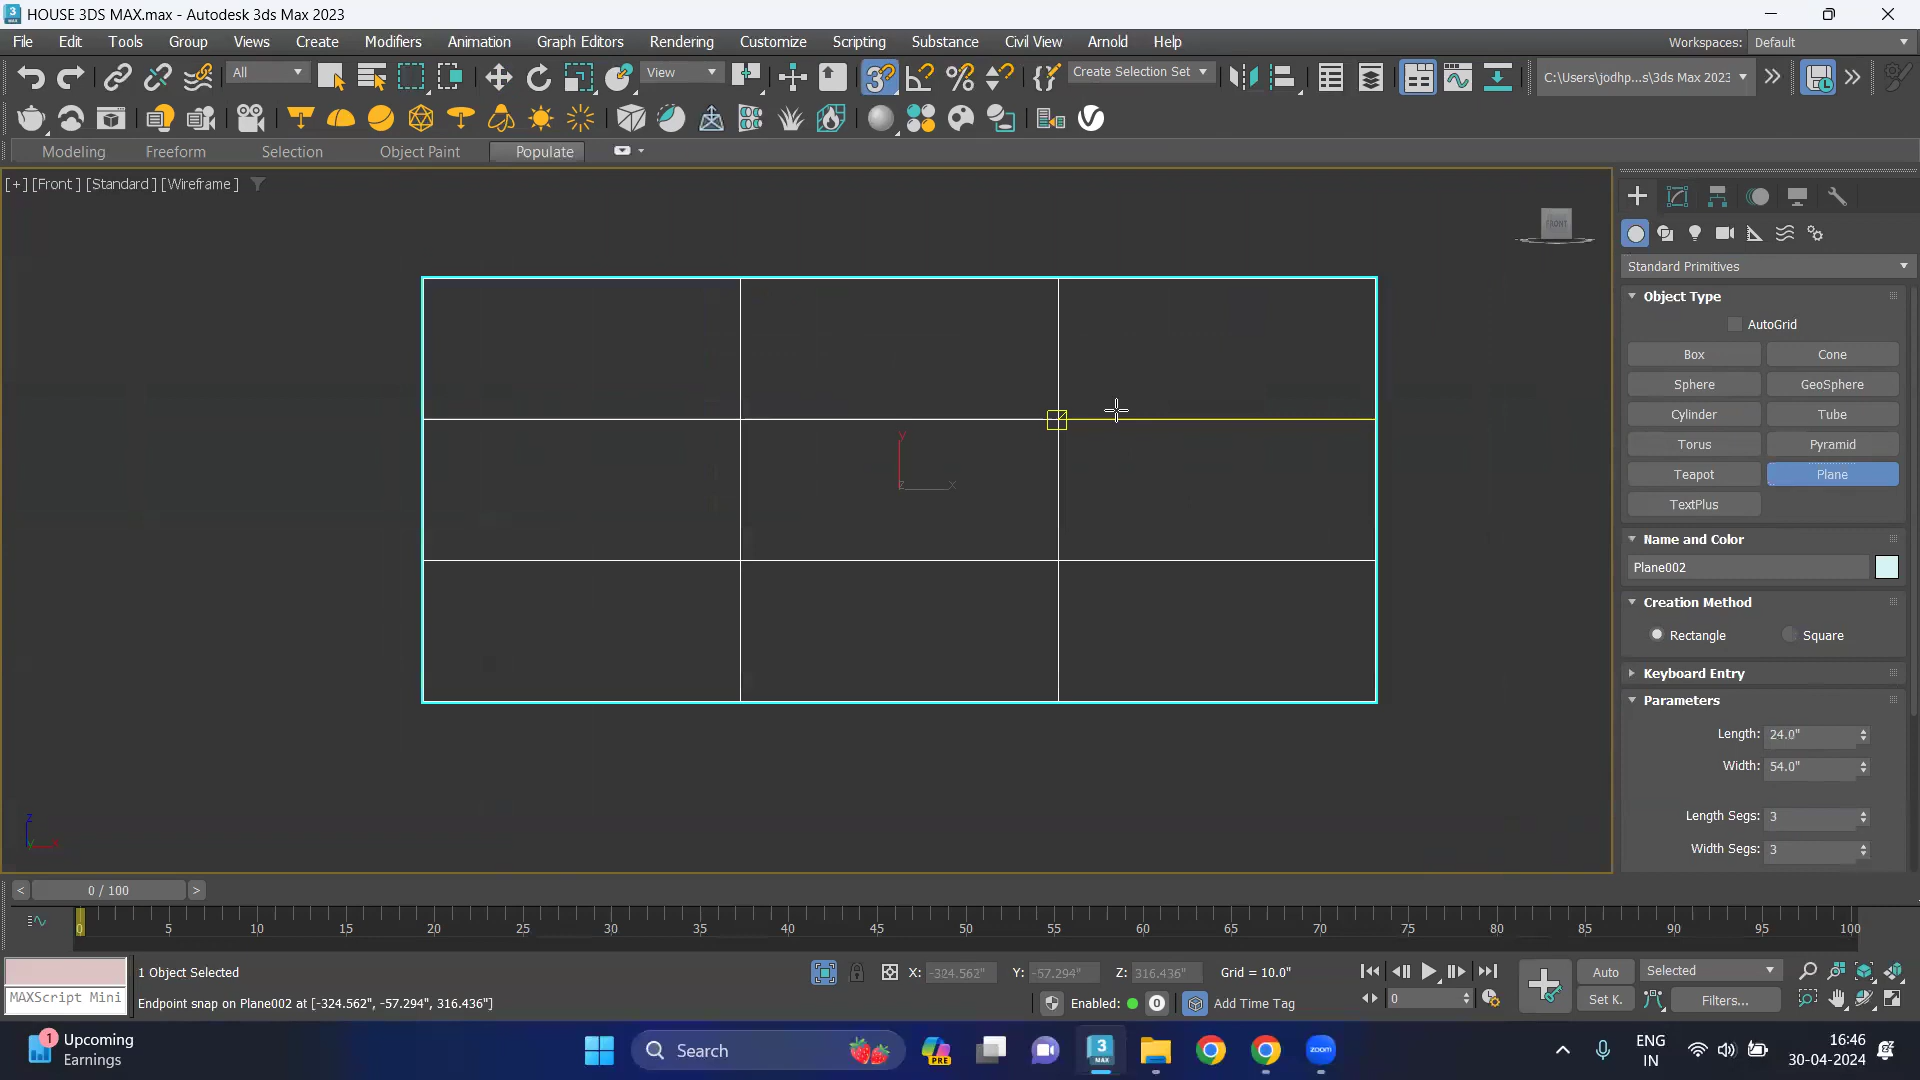 HOUSE 3DS MAX.max - Autodesk 3ds Max 2023
File Edit Tools Group Views Create Modifiers Animation Graph Editors Rendering Customize Scripting Substance Civil View Arnold Help
Workspaces: Default
All
View
Create Selection Set
C:\Users\jodhp...s\3ds Max 2023
Modeling Freeform Selection Object Paint Populate
[+] [Front ] [Standard ] [Wireframe ]
FRONT
Standard Primitives
Object Type
AutoGrid
Box Cone
Sphere GeoSphere
Cylinder Tube
Torus Pyramid
Teapot Plane
TextPlus
Name and Color
Plane002
Creation Method
Rectangle Square
Keyboard Entry
Parameters
Length: 24.0"
Width: 54.0"
Length Segs: 3
Width Segs: 3
y
z x
z
y x
< 0 / 100 >
0 5 10 15 20 25 30 35 40 45 50 55 60 65 70 75 80 85 90 95 100
1 Object Selected
X: -324.562" Y: -57.294" Z: 316.436" Grid = 10.0"
Auto Selected
MAXScript Mini
Endpoint snap on Plane002 at [-324.562", -57.294", 316.436"]
Enabled: 0 Add Time Tag
0
Set K. Filters...
1
Upcoming
Earnings
Search
PRE
3
MAX
zoom
ENG
IN
16:46
30-04-2024